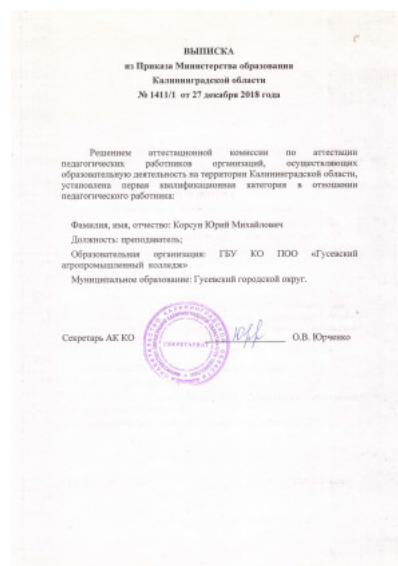 ВЫПИСКА
из Приказа Министерства образования
Калининградской области
№ 1411/1 от 27 декабря 2018 года
Решением аттестационной комиссии по аттестации
педагогических работников организаций, осуществляющих
образовательную деятельность на территории Калининградской области,
установлена первая квалификационная категория в отношении
педагогического работника:
Фамилия, имя, отчество: Корсун Юрий Михайлович
Должность: преподаватель;
Образовательная организация: ГБУ КО ПОО «Гусевский
агропромышленный колледж»
Муниципальное образование: Гусевский городской округ.
Секретарь АК КО О.В. Юрченко
СЕКРЕТАРИАТ